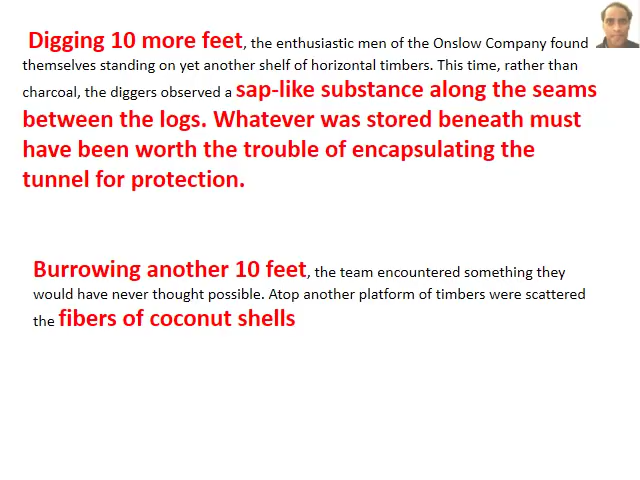 Digging 10 more feet, the enthusiastic men of the Onslow Company found
themselves standing on yet another shelf of horizontal timbers. This time, rather than
charcoal, the diggers observed a sap-like substance along the seams
between the logs. Whatever was stored beneath must
have been worth the trouble of encapsulating the
tunnel for protection.
Burrowing another 10 feet, the team encountered something they
would have never thought possible. Atop another platform of timbers were scattered
the fibers of coconut shells